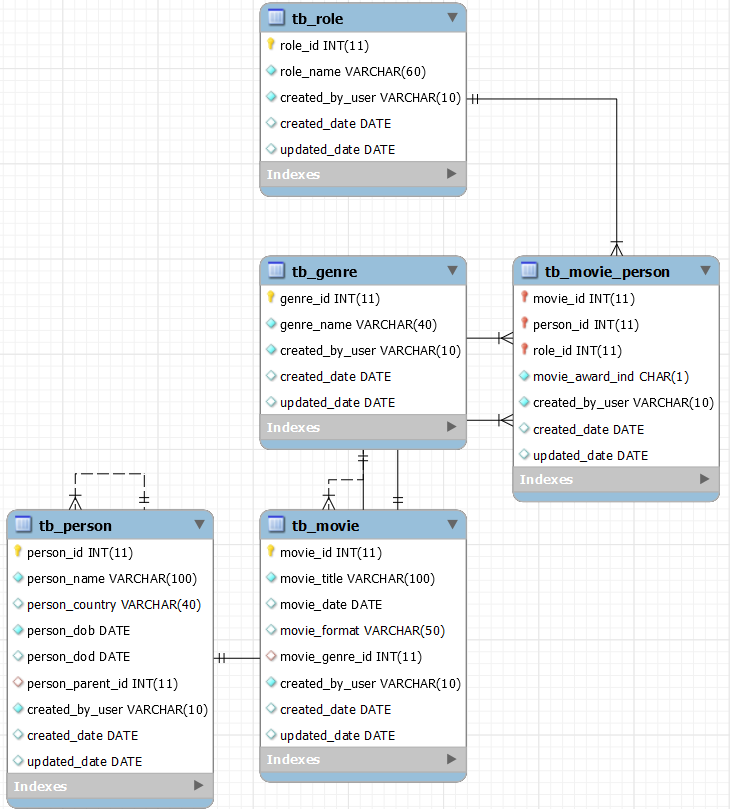 tb_role
role_id INT(11)
role_name VARCHAR(60)
created_by_user VARCHAR(10)
created_date DATE
updated_date DATE
Indexes
tb_genre
genre_id INT(11)
genre_name VARCHAR(40)
created_by_user VARCHAR(10)
created_date DATE
updated_date DATE
Indexes
tb_movie_person
movie_id INT(11)
person_id INT(11)
role_id INT(11)
movie_award_ind CHAR(1)
created_by_user VARCHAR(10)
created_date DATE
updated_date DATE
Indexes
tb_person
person_id INT(11)
person_name VARCHAR(100)
person_country VARCHAR(40)
person_dob DATE
person_dod DATE
person_parent_id INT(11)
created_by_user VARCHAR(10)
created_date DATE
updated_date DATE
Indexes
tb_movie
movie_id INT(11)
movie_title VARCHAR(100)
movie_date DATE
movie_format VARCHAR(50)
movie_genre_id INT(11)
created_by_user VARCHAR(10)
created_date DATE
updated_date DATE
Indexes